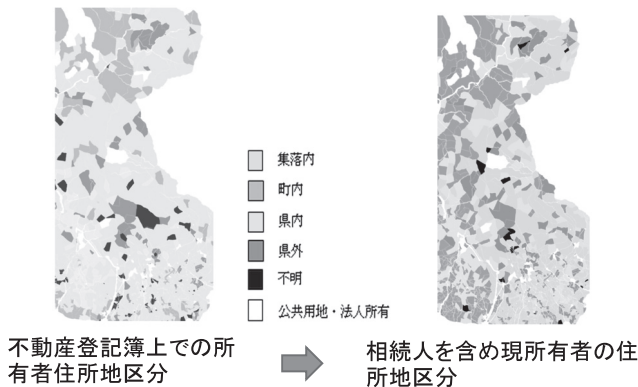 集落内
町内
県内
県外
不明
公共用地・法人所有
不動産登記簿上での所
有者住所地区分
相続人を含め現所有者の住
所地区分